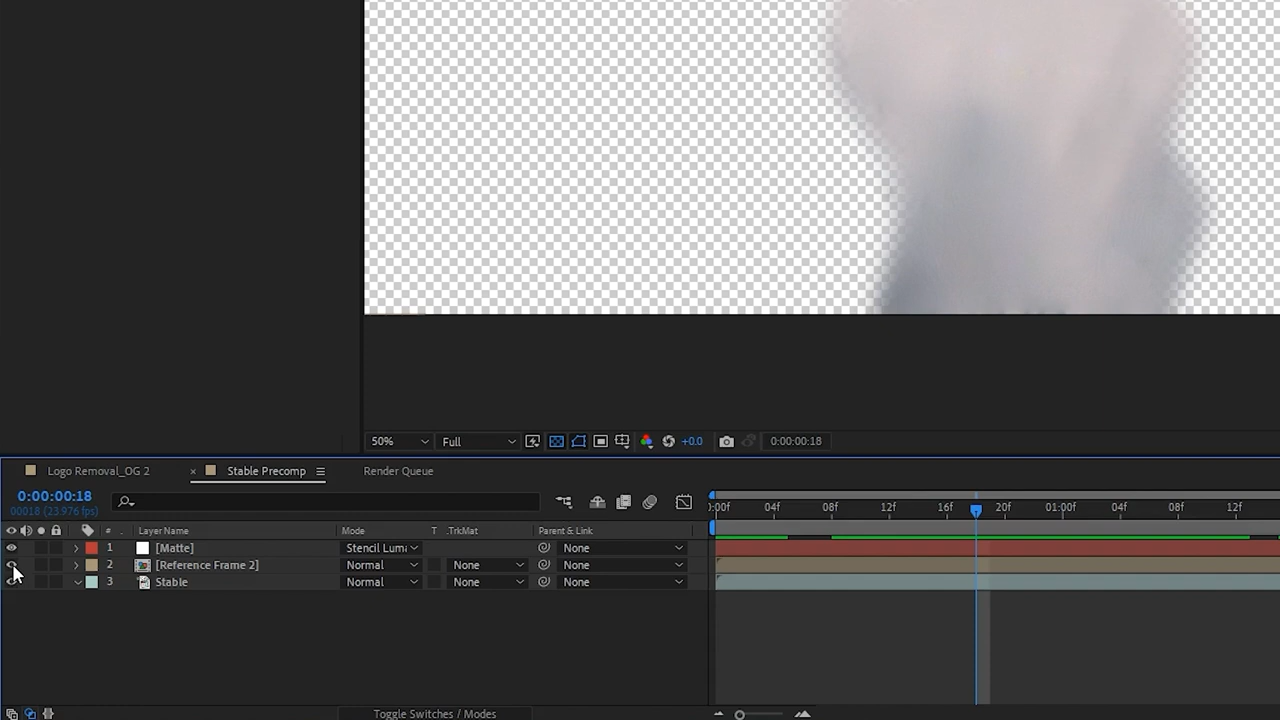 50% Full +0.0 0:00:00:18
Logo Removal_OG 2 × Stable Precomp Render Queue
0:00:00:18
00018 (23.976 fps)
:00f 04f 08f 12f 16f 20f 01:00f 04f 08f 12f
# Layer Name Mode T .TrkMat Parent & Link
1 [Matte] Stencil Lum None
2 [Reference Frame 2] Normal None None
3 Stable Normal None None
Toggle Switches / Modes